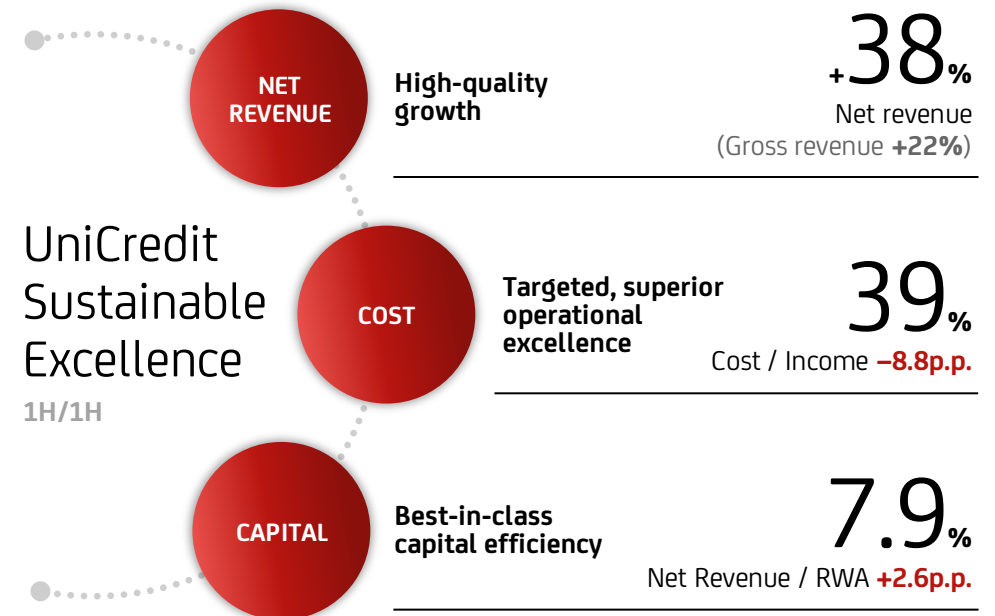 UniCredit
Sustainable
Excellence
1H/1H
NET
REVENUE
High-quality
growth
+38%
Net revenue
(Gross revenue +22%)
COST
Targeted, superior
operational
excellence
39%
Cost / Income –8.8p.p.
CAPITAL
Best-in-class
capital efficiency
7.9%
Net Revenue / RWA +2.6p.p.